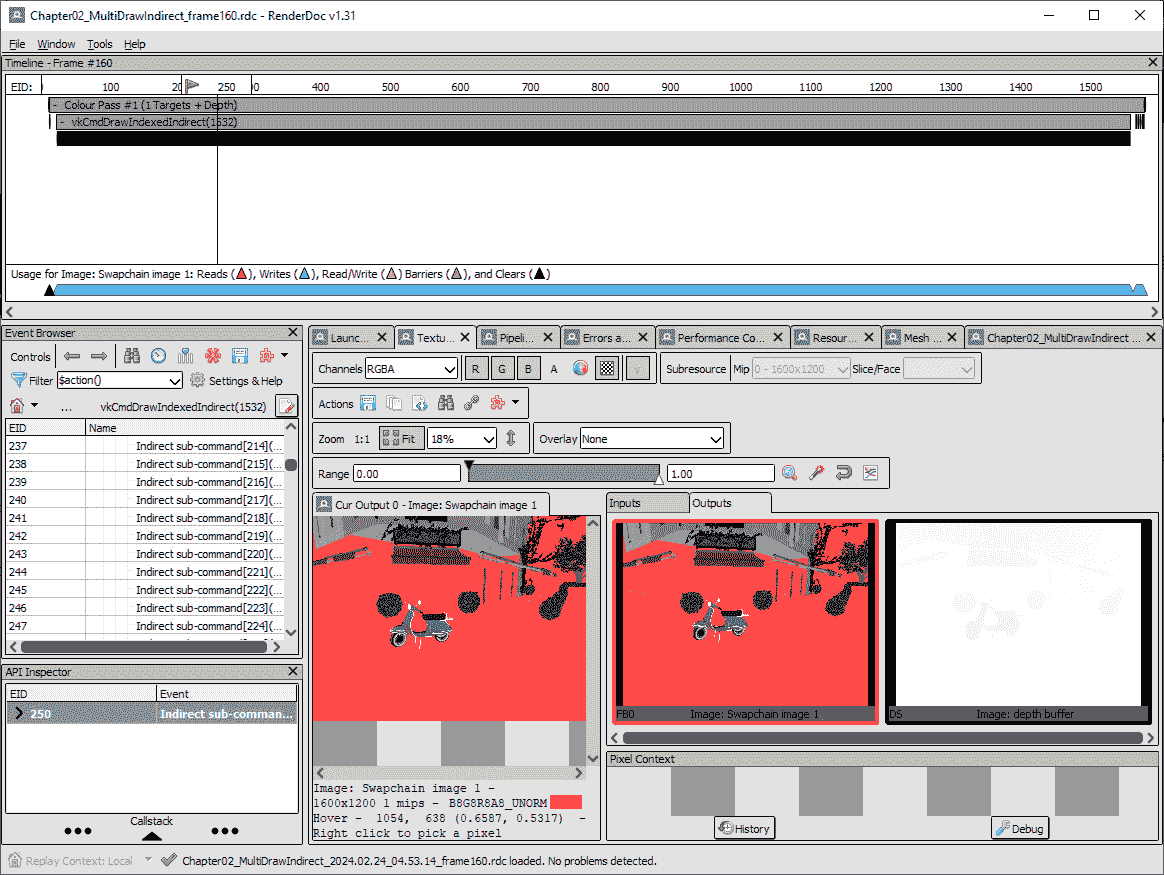 Chapter02_MultiDrawIndirect_frame160.rdc - RenderDoc v1.31
File Window Tools Help
Timeline - Frame #160
EID: 100 20 250 300 400 500 600 700 800 900 1000 1100 1200 1300 1400 1500
- Colour Pass #1 (1 Targets + Depth)
- vkCmdDrawIndexedIndirect(1532)
Usage for Image: Swapchain image 1: Reads ( ), Writes ( ), Read/Write ( ) Barriers ( ), and Clears ( )
Event Browser
Controls
Filter $action() Settings & Help
... vkCmdDrawIndexedIndirect(1532)
EID Name
237 Indirect sub-command[214](...
238 Indirect sub-command[215](...
239 Indirect sub-command[216](...
240 Indirect sub-command[217](...
241 Indirect sub-command[218](...
242 Indirect sub-command[219](...
243 Indirect sub-command[220](...
244 Indirect sub-command[221](...
245 Indirect sub-command[222](...
246 Indirect sub-command[223](...
247 Indirect sub-command[224](...
API Inspector
EID Event
250 Indirect sub-comman...
Callstack
Launc... Textu... Pipeli... Errors a... Performance Co... Resour... Mesh ... Chapter02_MultiDrawIndirect ...
Channels RGBA R G B A Subresource Mip 0 - 1600x1200 Slice/Face
Actions
Zoom 1:1 Fit 18% Overlay None
Range 0.00 1.00
Cur Output 0 - Image: Swapchain image 1
Inputs Outputs
FB0 Image: Swapchain image 1
DS Image: depth buffer
Image: Swapchain image 1 -
1600x1200 1 mips - B8G8R8A8_UNORM
Hover - 1054, 638 (0.6587, 0.5317) -
Right click to pick a pixel
Pixel Context
History Debug
Replay Context: Local Chapter02_MultiDrawIndirect_2024.02.24_04.53.14_frame160.rdc loaded. No problems detected.